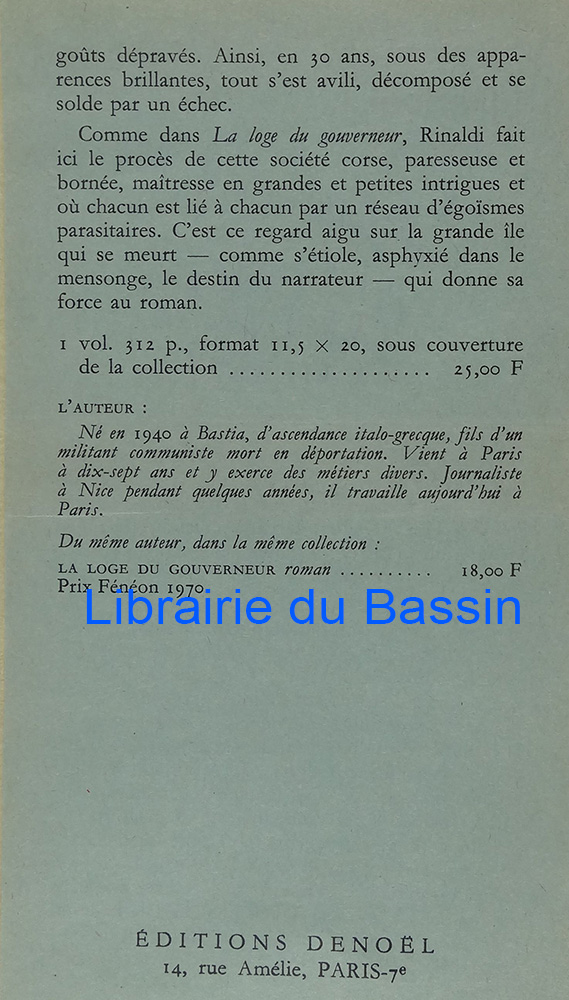 goûts dépravés. Ainsi, en 30 ans, sous des appa-
rences brillantes, tout s'est avili, décomposé et se
solde par un échec.
Comme dans La loge du gouverneur, Rinaldi fait
ici le procès de cette société corse, paresseuse et
bornée, maîtresse en grandes et petites intrigues et
où chacun est lié à chacun par un réseau d'égoïsmes
parasitaires. C'est ce regard aigu sur la grande île
qui se meurt — comme s'étiole, asphyxié dans le
mensonge, le destin du narrateur — qui donne sa
force au roman.
1 vol. 312 p., format 11,5 × 20, sous couverture
de la collection .................... 25,00 F
L'AUTEUR :
Né en 1940 à Bastia, d'ascendance italo-grecque, fils d'un
militant communiste mort en déportation. Vient à Paris
à dix-sept ans et y exerce des métiers divers. Journaliste
à Nice pendant quelques années, il travaille aujourd'hui à
Paris.
Du même auteur, dans la même collection :
LA LOGE DU GOUVERNEUR roman .......... 18,00 F
Prix Fénéon 1970.
Librairie du Bassin
ÉDITIONS DENOËL
14, rue Amélie, PARIS-7e